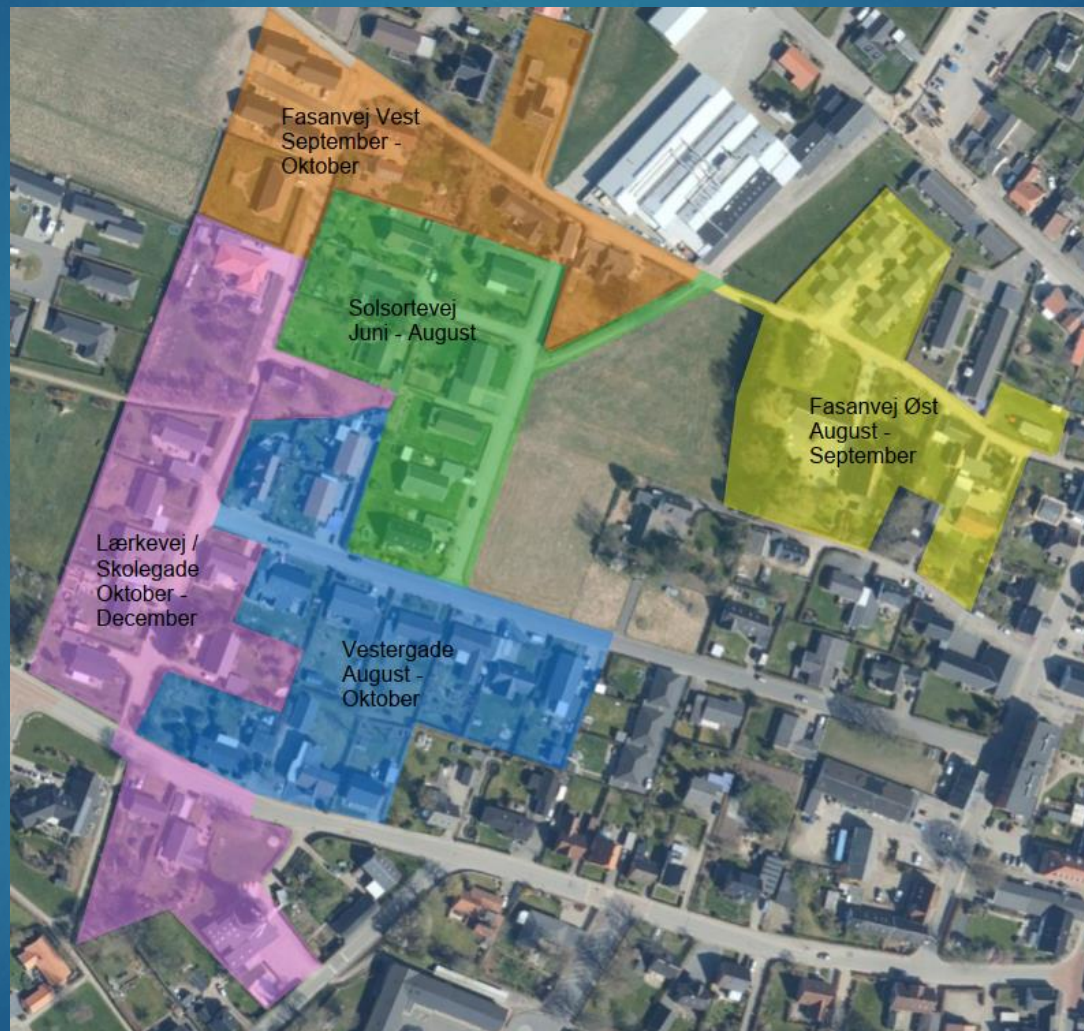 Fasanvej Vest
September -
Oktober
Solsortevej
Juni - August
Fasanvej Øst
August -
September
Lærkevej /
Skolegade
Oktober -
December
Vestergade
August -
Oktober